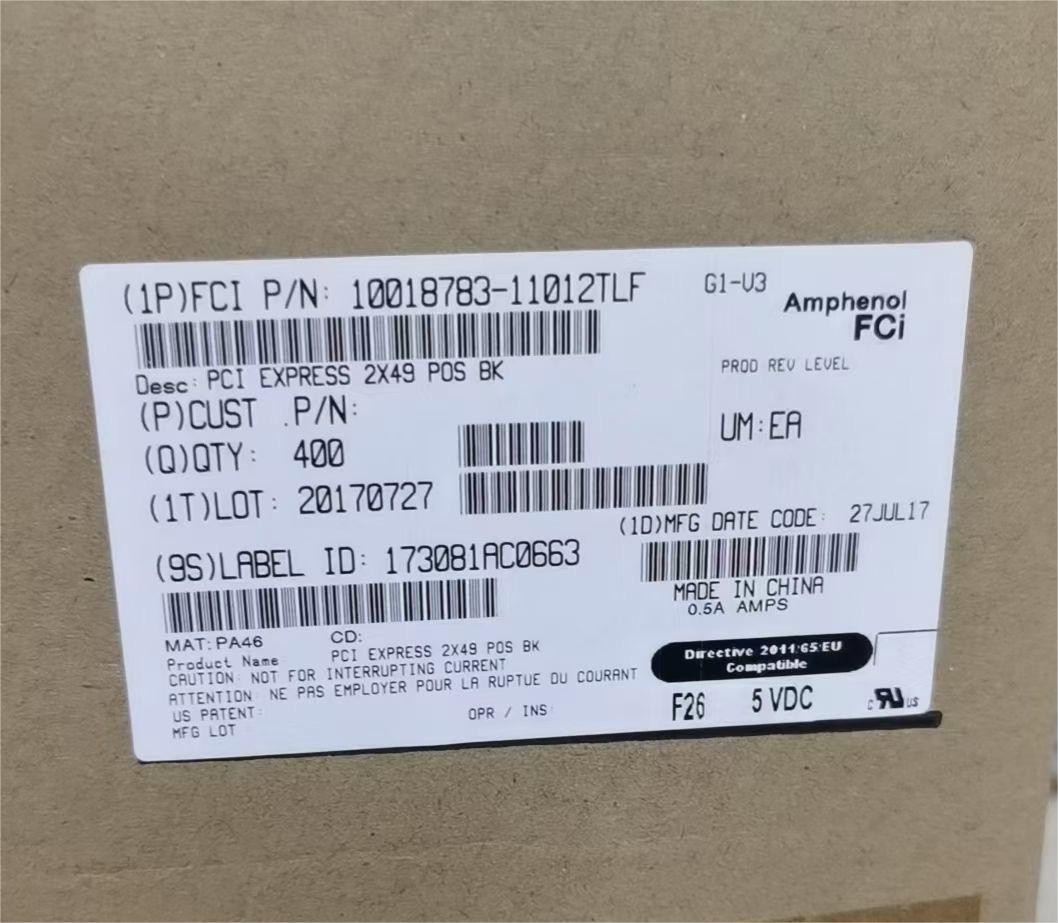 (1P)FCI P/N: 10018783-11012TLF
G1-V3
Amphenol
FCi
Desc: PCI EXPRESS 2X49 POS BK
PROD REV LEVEL
(P)CUST .P/N:
UM:EA
(Q)QTY: 400
(1T)LOT: 20170727
(1D)MFG DATE CODE: 27JUL17
(9S)LABEL ID: 173081AC0663
MADE IN CHINA
0.5A AMPS
MAT: PA46
CD:
Product Name PCI EXPRESS 2X49 POS BK
CAUTION: NOT FOR INTERRUPTING CURRENT
ATTENTION: NE PAS EMPLOYER POUR LA RUPTUE DU COURANT
Directive 2011/65/EU
Compatible
US PATENT:
OPR / INS:
MFG LOT
F26 5 VDC
c RU us